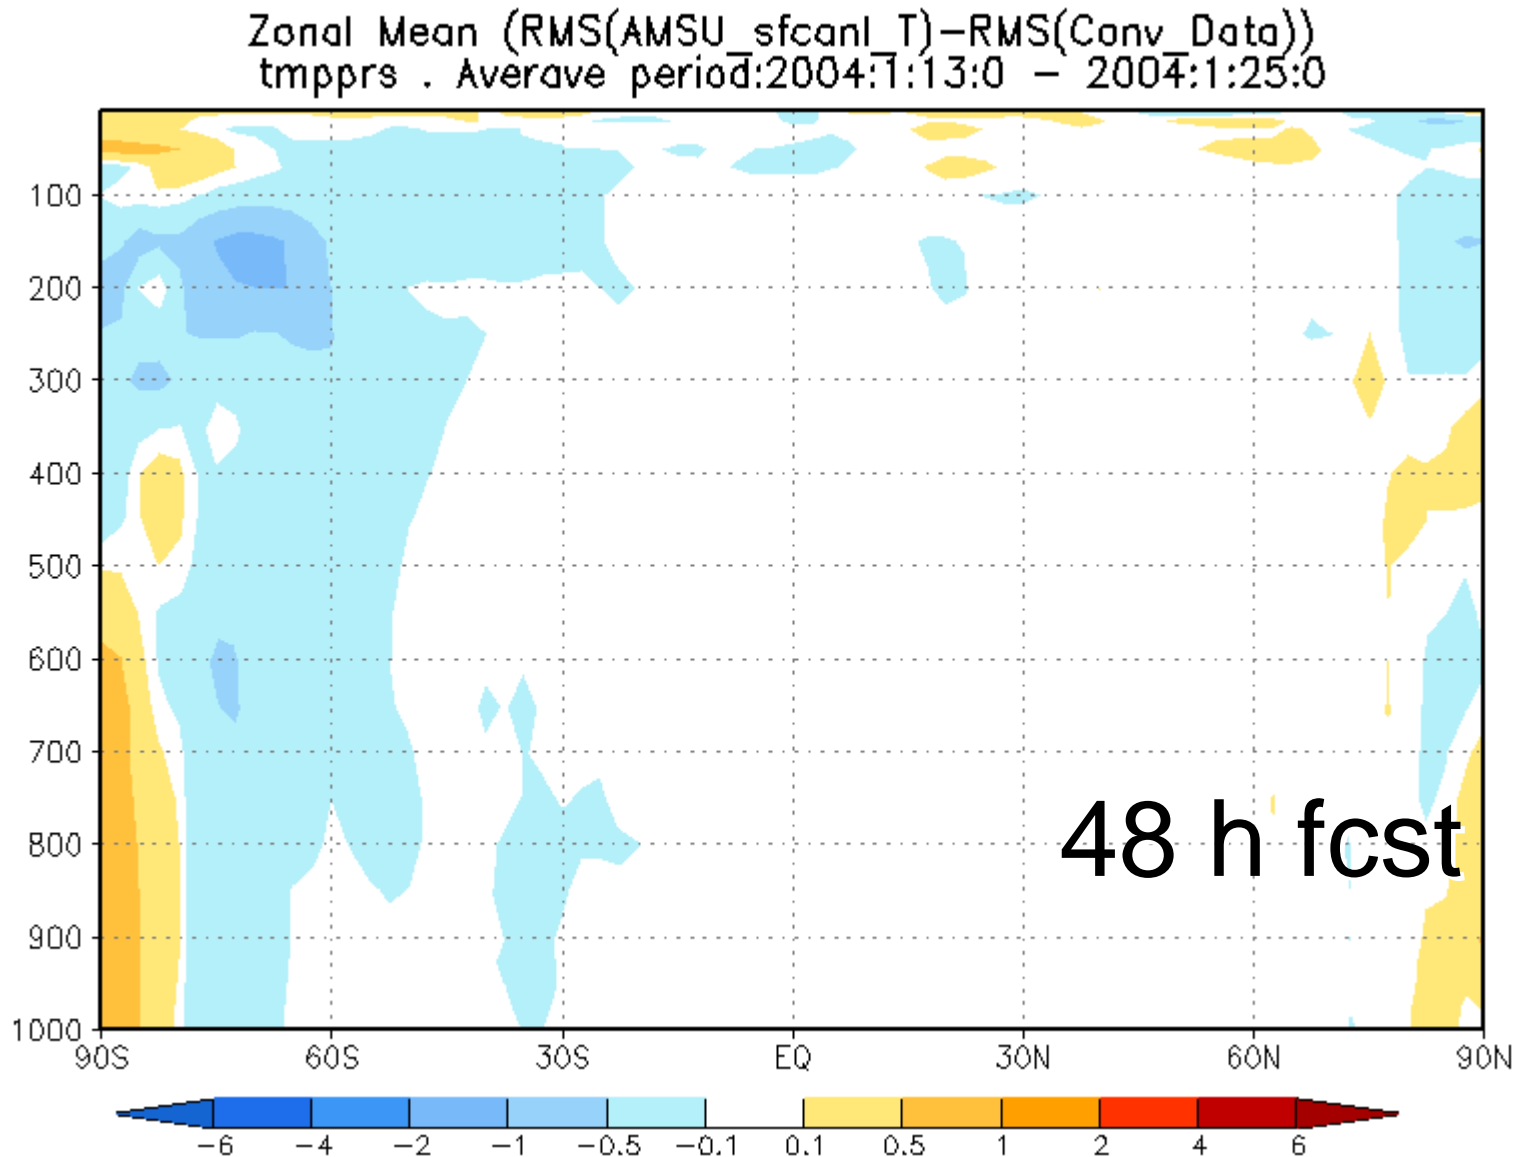 Zonal Mean (RMS(AMSU_sfcanl_T)-RMS(Conv_Data))
tmpprs . Averave period:2004:1:13:0 - 2004:1:25:0
100
200
300
400
500
600
700
800
900
1000
48 h fcst
90S 60S 30S EQ 30N 60N 90N
-6 -4 -2 -1 -0.5 -0.1 0.1 0.5 1 2 4 6